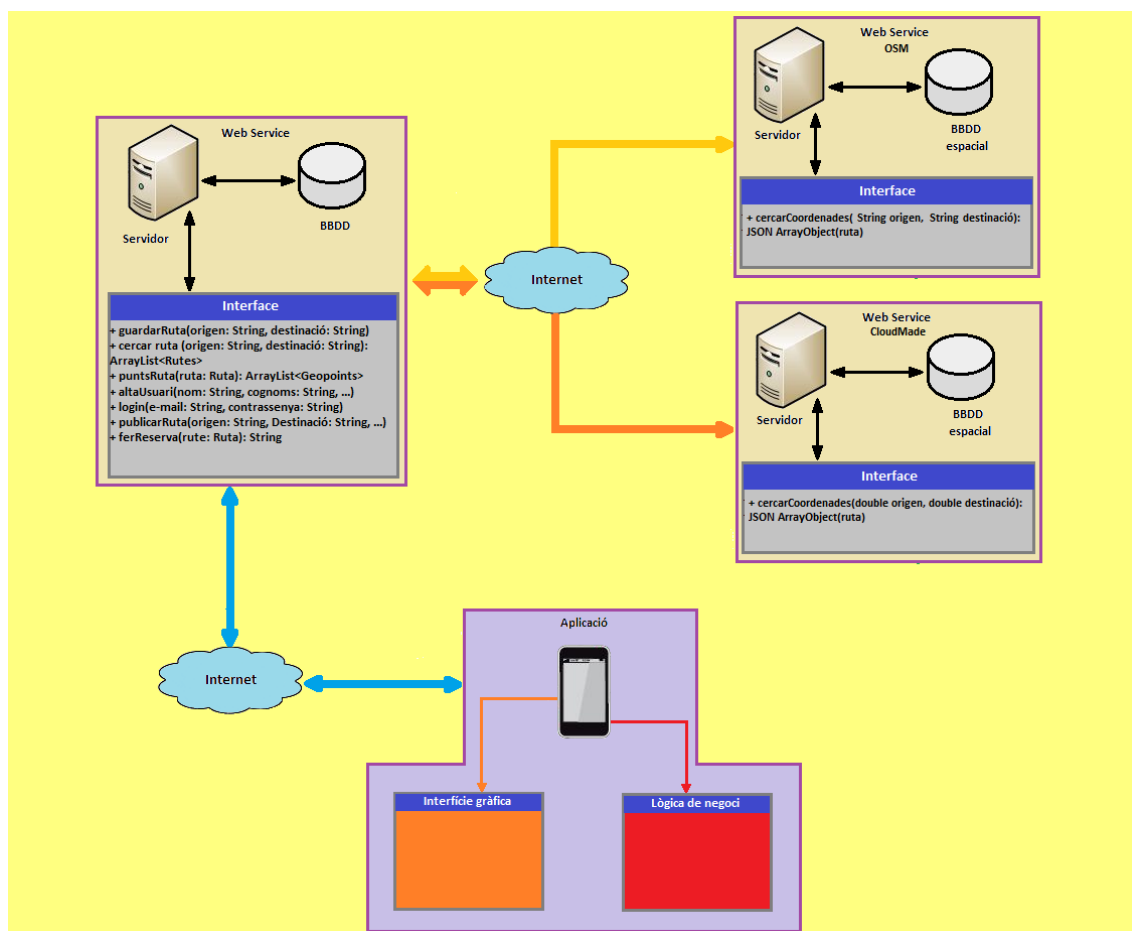 Web Service
Servidor
BBDD
Interface
+ guardarRuta(origen: String, destinació: String)
+ cercar ruta (origen: String, destinació: String):
ArrayList<Rutes>
+ puntsRuta(ruta: Ruta): ArrayList<Geopoints>
+ altaUsuari(nom: String, cognoms: String, ...)
+ login(e-mail: String, contrassenya: String)
+ publicarRuta(origen: String, Destinació: String, ...)
+ ferReserva(rute: Ruta): String
Internet
Web Service
OSM
Servidor
BBDD
espacial
Interface
+ cercarCoordenades( String origen, String destinació):
JSON ArrayObject(ruta)
Web Service
CloudMade
Servidor
BBDD
espacial
Interface
+ cercarCoordenades(double origen, double destinació):
JSON ArrayObject(ruta)
Internet
Aplicació
Interfície gràfica
Lògica de negoci